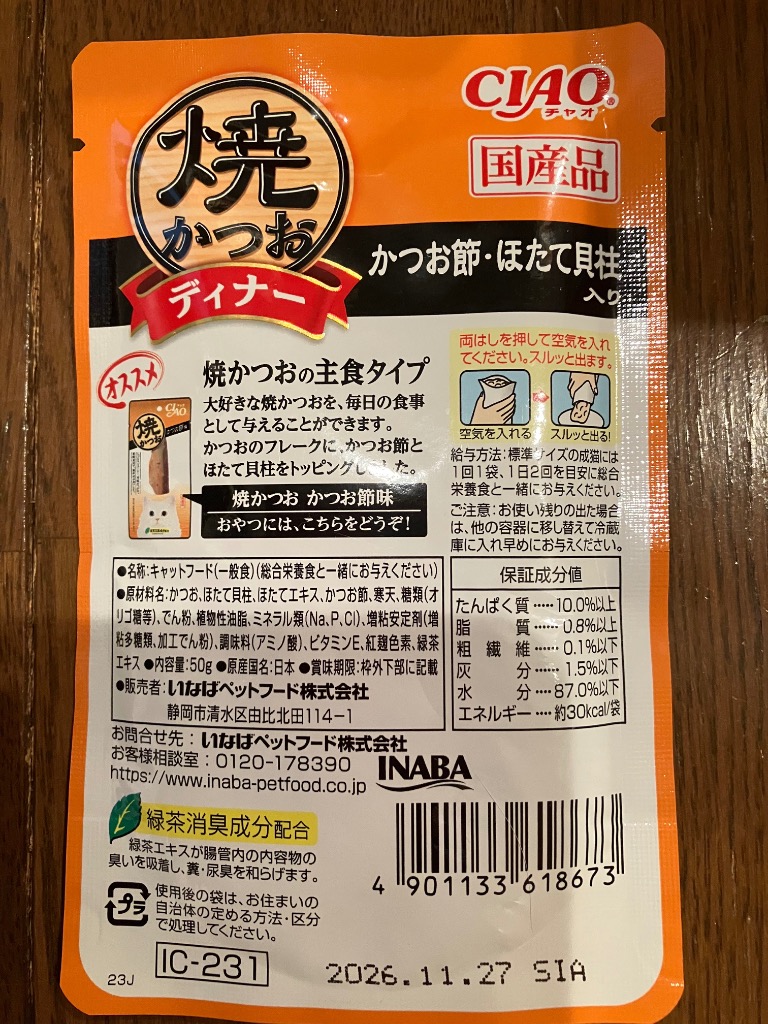 CIAO®
チャオ
国産品
焼
かつお
ディナー
かつお節・ほたて貝柱
入り
オススメ
CIAO
焼
かつお
焼かつおの主食タイプ
大好きな焼かつおを、毎日の食事
として与えることができます。
かつおのフレークに、かつお節と
ほたて貝柱をトッピングしました。
焼かつお かつお節味
おやつには、こちらをどうぞ!
両はしを押して空気を入れ
てください。スルッと出ます。
空気を入れる
スルッと出る!
給与方法:標準サイズの成猫には
1回1袋、1日2回を目安に総合
栄養食と一緒にお与えください。
ご注意:お使い残りの出た場合
は、他の容器に移し替えて冷蔵
庫に入れ早めにお与えください。
●名称:キャットフード(一般食)(総合栄養食と一緒にお与えください)
●原材料名:かつお、ほたて貝柱、ほたてエキス、かつお節、寒天、糖類(オ
リゴ糖等)、でん粉、植物性油脂、ミネラル類(Na、P、Cl)、増粘安定剤(増
粘多糖類、加工でん粉)、調味料(アミノ酸)、ビタミンE、紅麹色素、緑茶
エキス ●内容量:50g ●原産国名:日本 ●賞味期限:枠外下部に記載
●販売者:いなばペットフード株式会社
静岡市清水区由比北田114-1
保証成分値
たんぱく質‥‥10.0%以上
脂質‥‥0.8%以上
粗繊維‥‥0.1%以下
灰分‥‥1.5%以下
水分‥‥87.0%以下
エネルギー‥‥約30kcal/袋
お問合せ先:いなばペットフード株式会社
お客様相談室:0120-178390
https://www.inaba-petfood.co.jp
INABA
緑茶消臭成分配合
緑茶エキスが腸管内の内容物の
臭いを吸着し、糞・尿臭を和らげます。
プラ
使用後の袋は、お住まいの
自治体の定める方法・区分
で処理してください。
4 901133 618673
23J
IC-231
2026.11.27 SIA